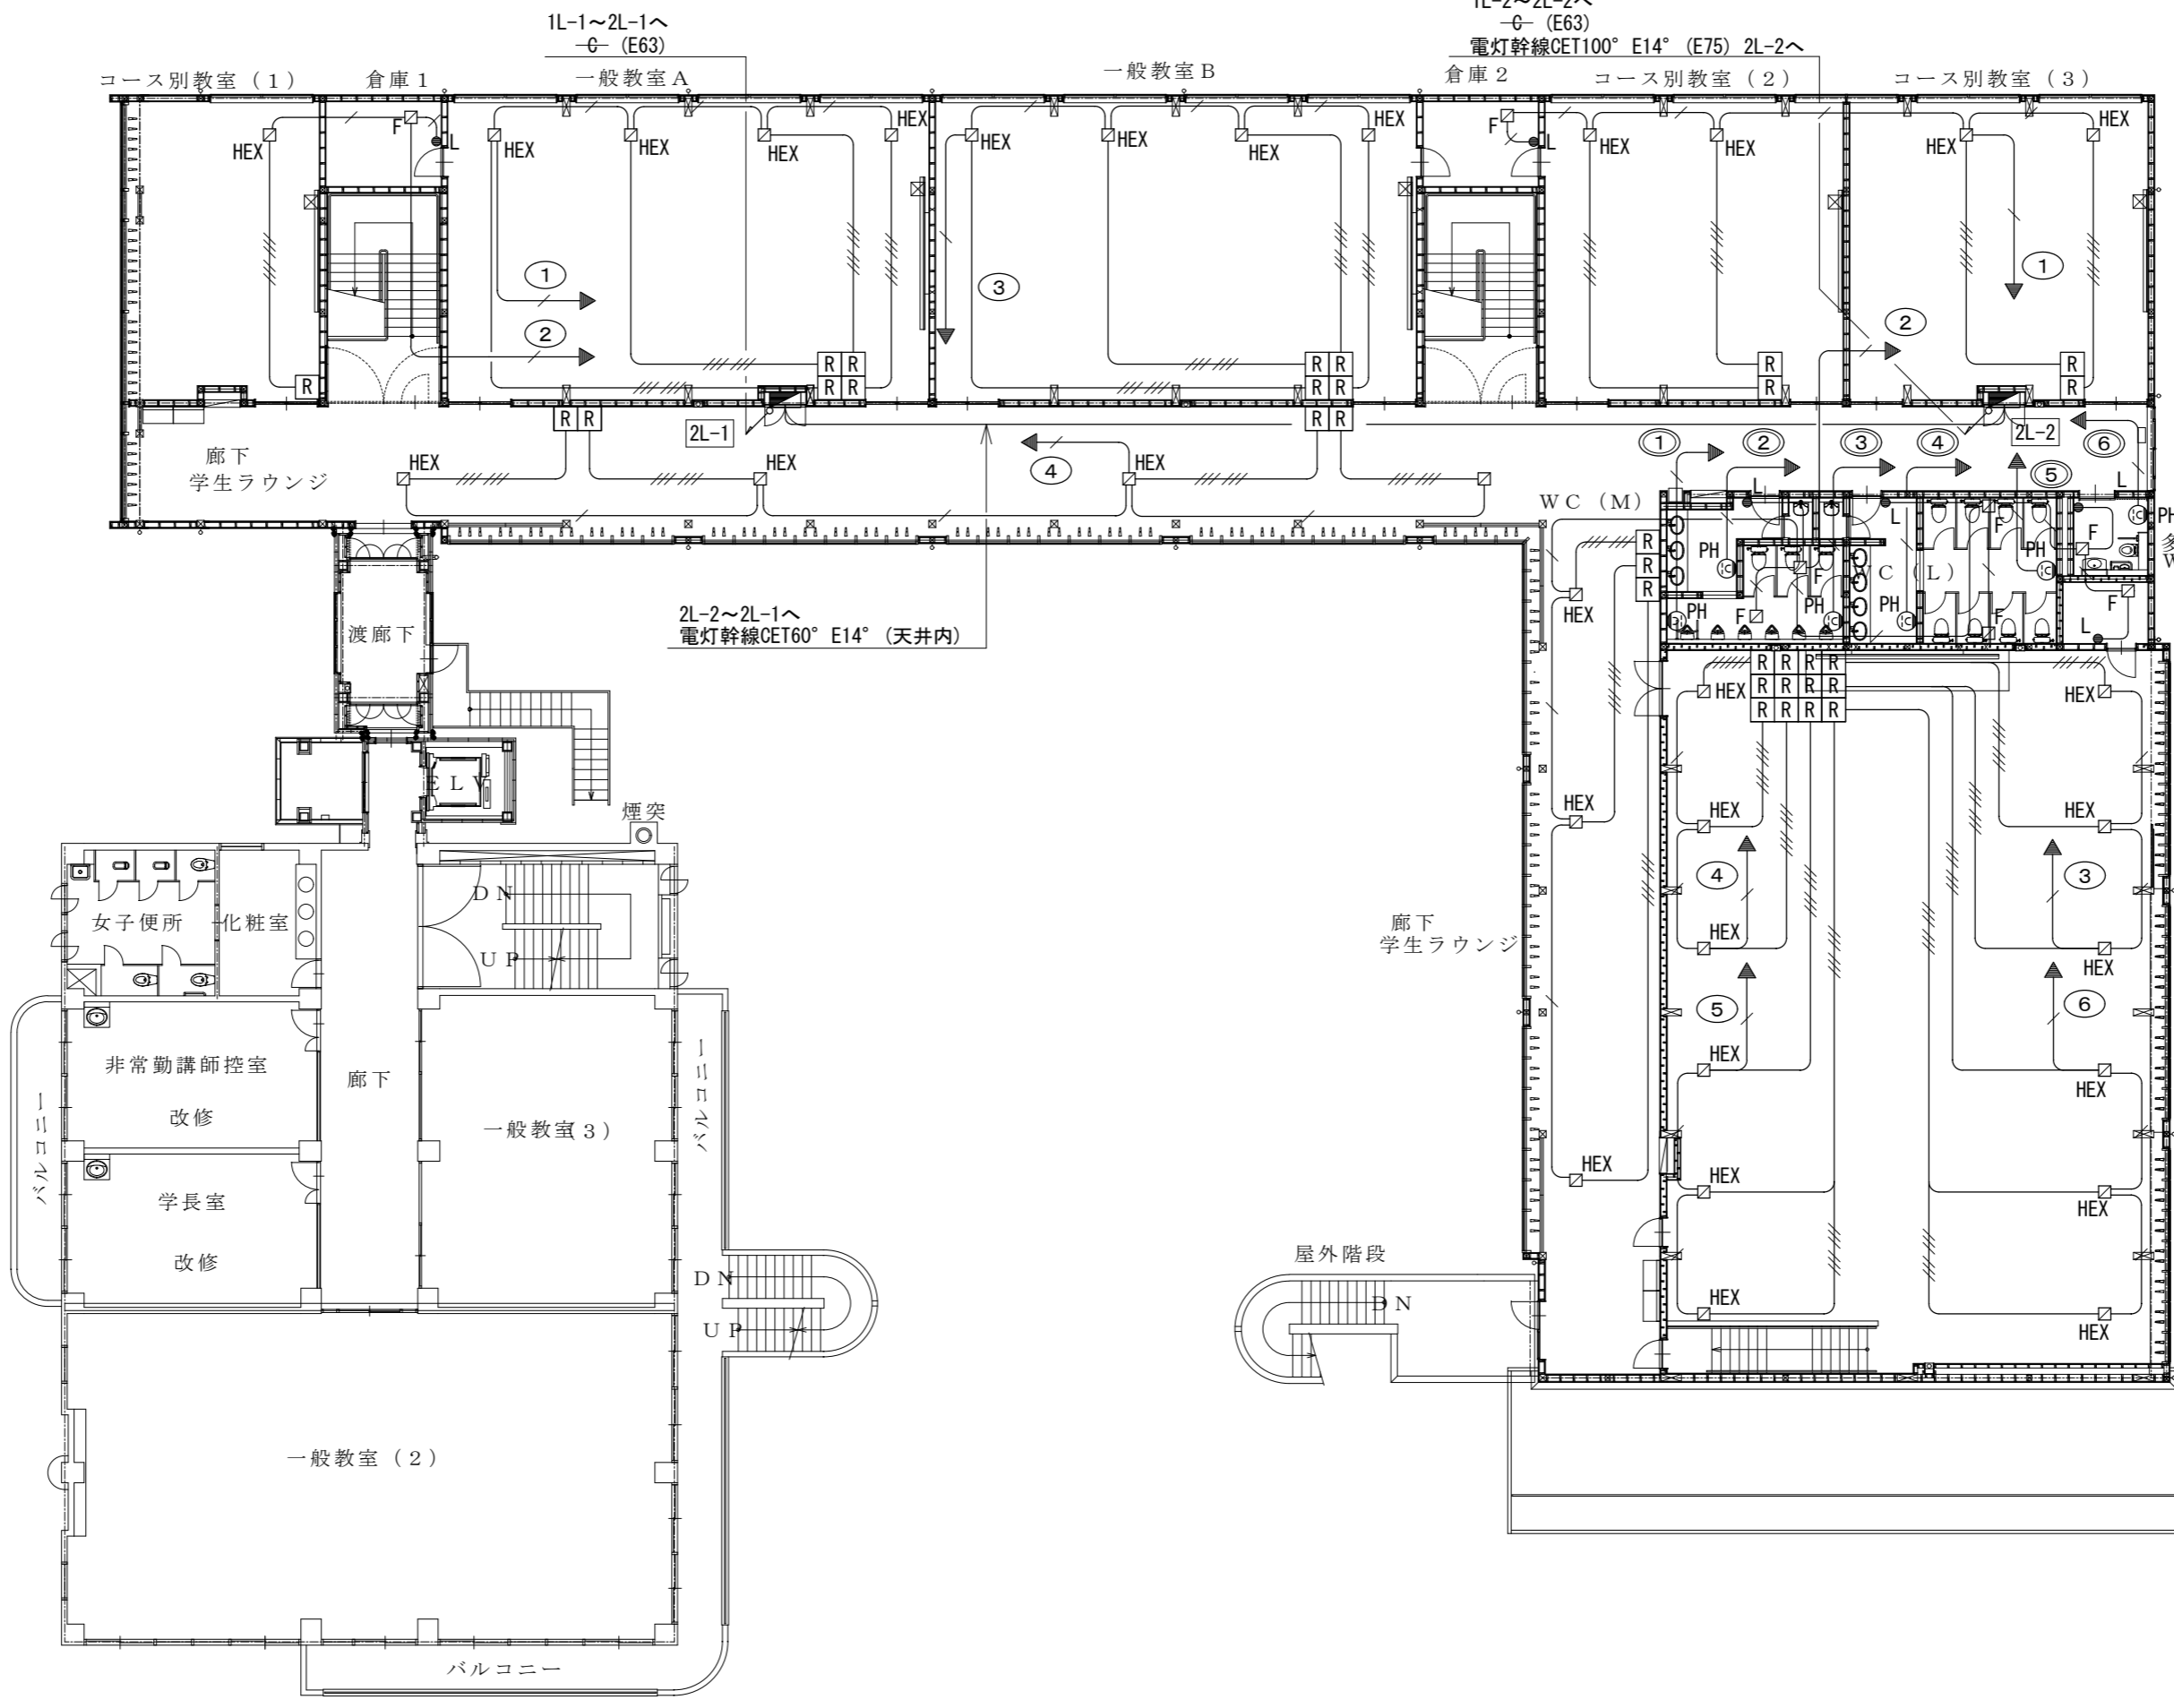 1L-1～2L-1へ
C (E63)
1L-2～2L-2へ
C (E63)
電灯幹線CET100° E14° (E75) 2L-2へ
コース別教室（1）
倉庫1
一般教室A
一般教室B
倉庫2
コース別教室（2）
コース別教室（3）
F
L
F
L
HEX
HEX
HEX
HEX
HEX
HEX
HEX
HEX
HEX
HEX
HEX
HEX
HEX
①
②
③
①
②
R
R R
R R
R R
R R
R
R
R
R
R R
R R
2L-1
2L-2
① ② ③ ④ ⑤ ⑥
廊下
学生ラウンジ
HEX
HEX
④
HEX
WC（M）
L
L
L
R
R
R
PH
F
WC（L）
F
PH
F
PH
HEX
PH
F
PH
PH
F
F
L
2L-2～2L-1へ
電灯幹線CET60° E14° (天井内)
渡廊下
R R R R
R R R R
R R R R
HEX
HEX
ELV
煙突
HEX
HEX
HEX
④
③
DN
女子便所
化粧室
UP
廊下
学生ラウンジ
HEX
HEX
⑤
⑥
非常勤講師控室
改修
廊下
バルコニー
バルコニー
一般教室(3)
HEX
HEX
学長室
改修
HEX
HEX
HEX
屋外階段
DN
UP
DN
HEX
HEX
一般教室（2）
バルコニー